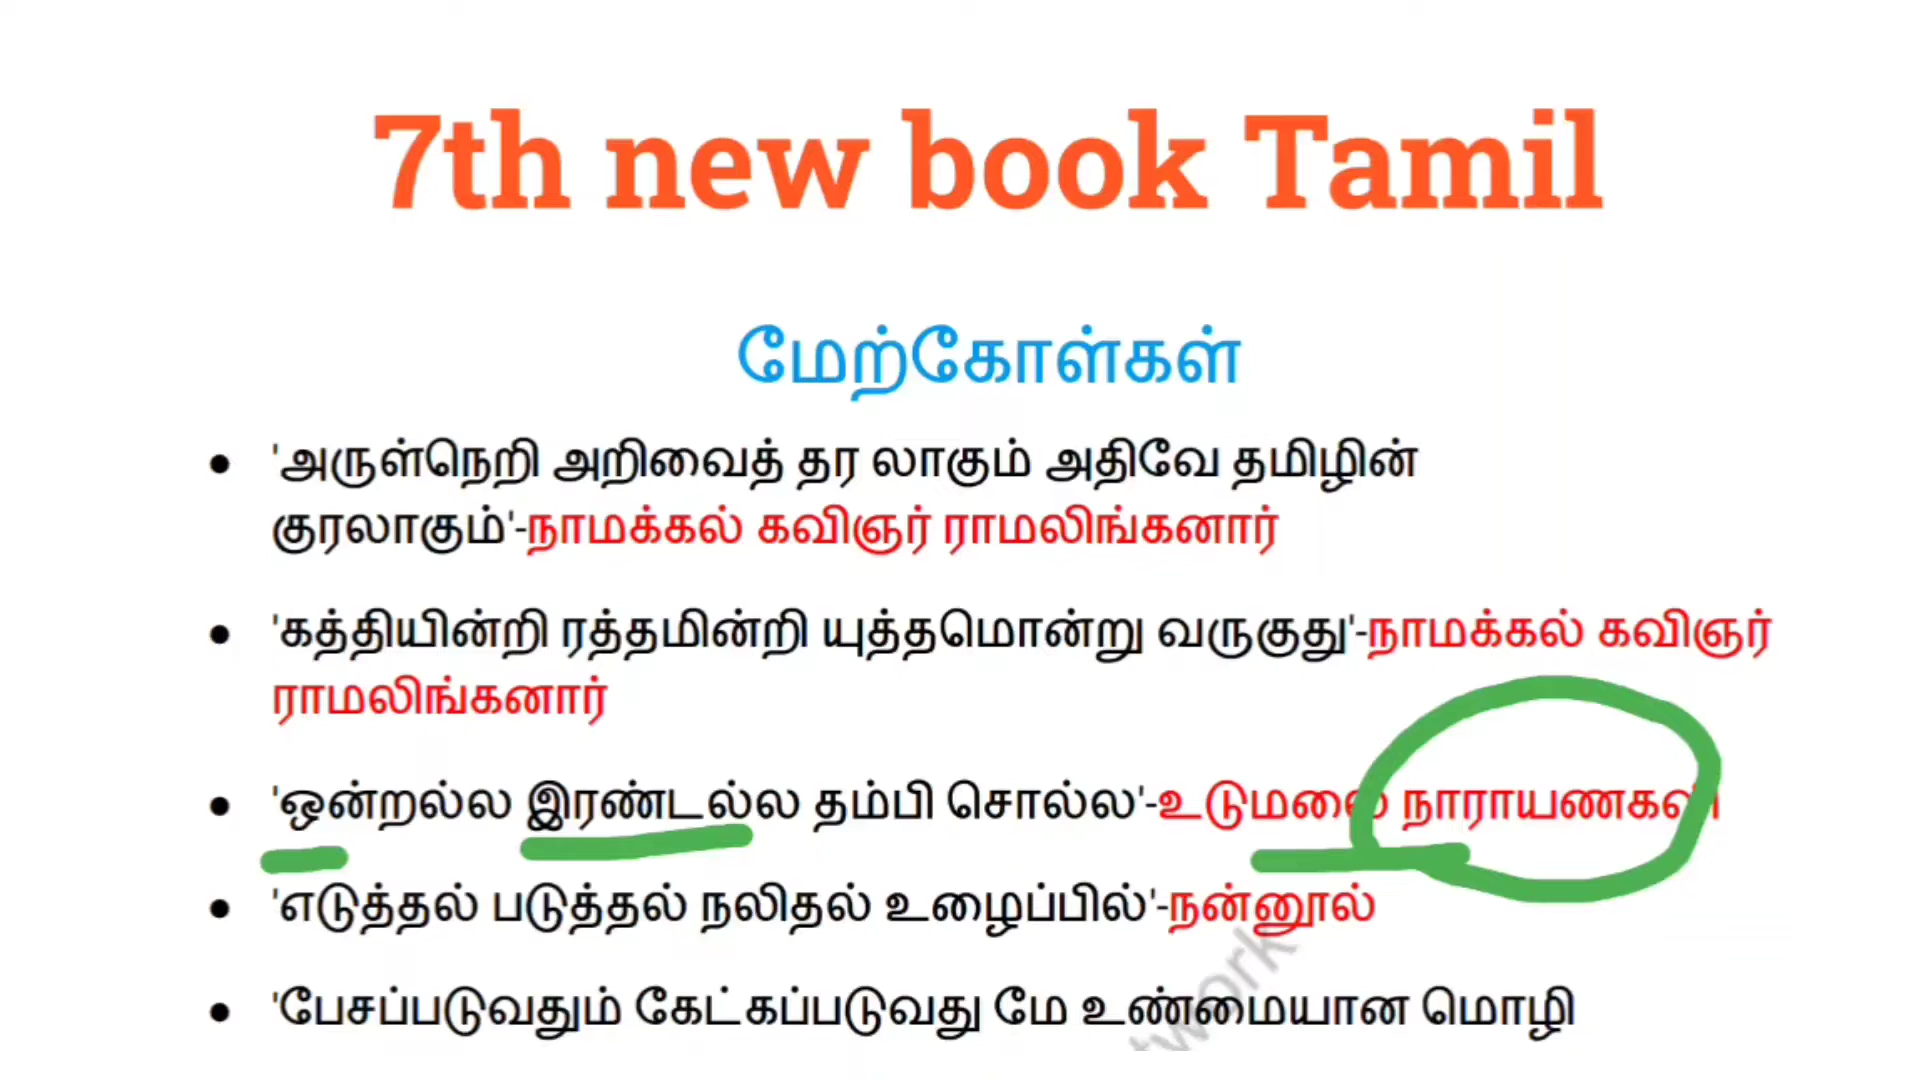 7th new book Tamil
மேற்கோள்கள்
● 'அருள்நெறி அறிவைத் தர லாகும் அதிவே தமிழின்
குரலாகும்'-நாமக்கல் கவிஞர் ராமலிங்கனார்
● 'கத்தியின்றி ரத்தமின்றி யுத்தமொன்று வருகுது'-நாமக்கல் கவிஞர்
ராமலிங்கனார்
● 'ஒன்றல்ல இரண்டல்ல தம்பி சொல்ல'-உடுமலை நாராயணகவி
● 'எடுத்தல் படுத்தல் நலிதல் உழைப்பில்'-நன்னூல்
● 'பேசப்படுவதும் கேட்கப்படுவது மே உண்மையான மொழி